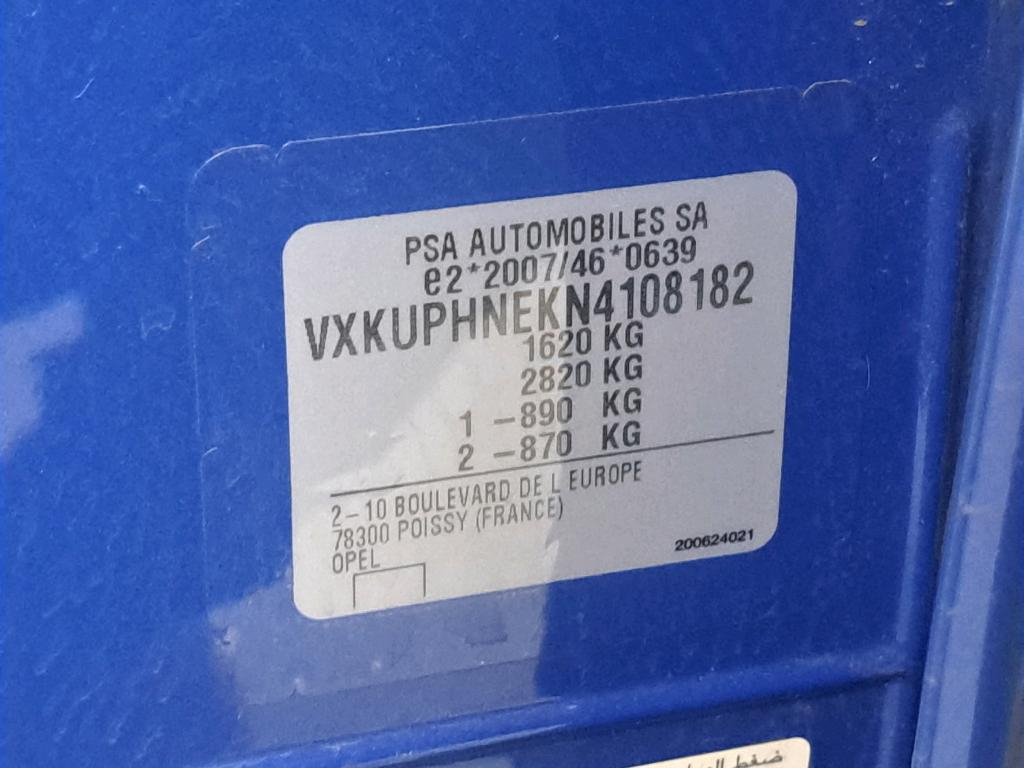 PSA AUTOMOBILES SA
e2*2007/46*0639
VXKUPHNEKN4108182
1620 KG
2820 KG
1 -890 KG
2 -870 KG
2-10 BOULEVARD DE L EUROPE
78300 POISSY (FRANCE)
OPEL
200624021
ضغط